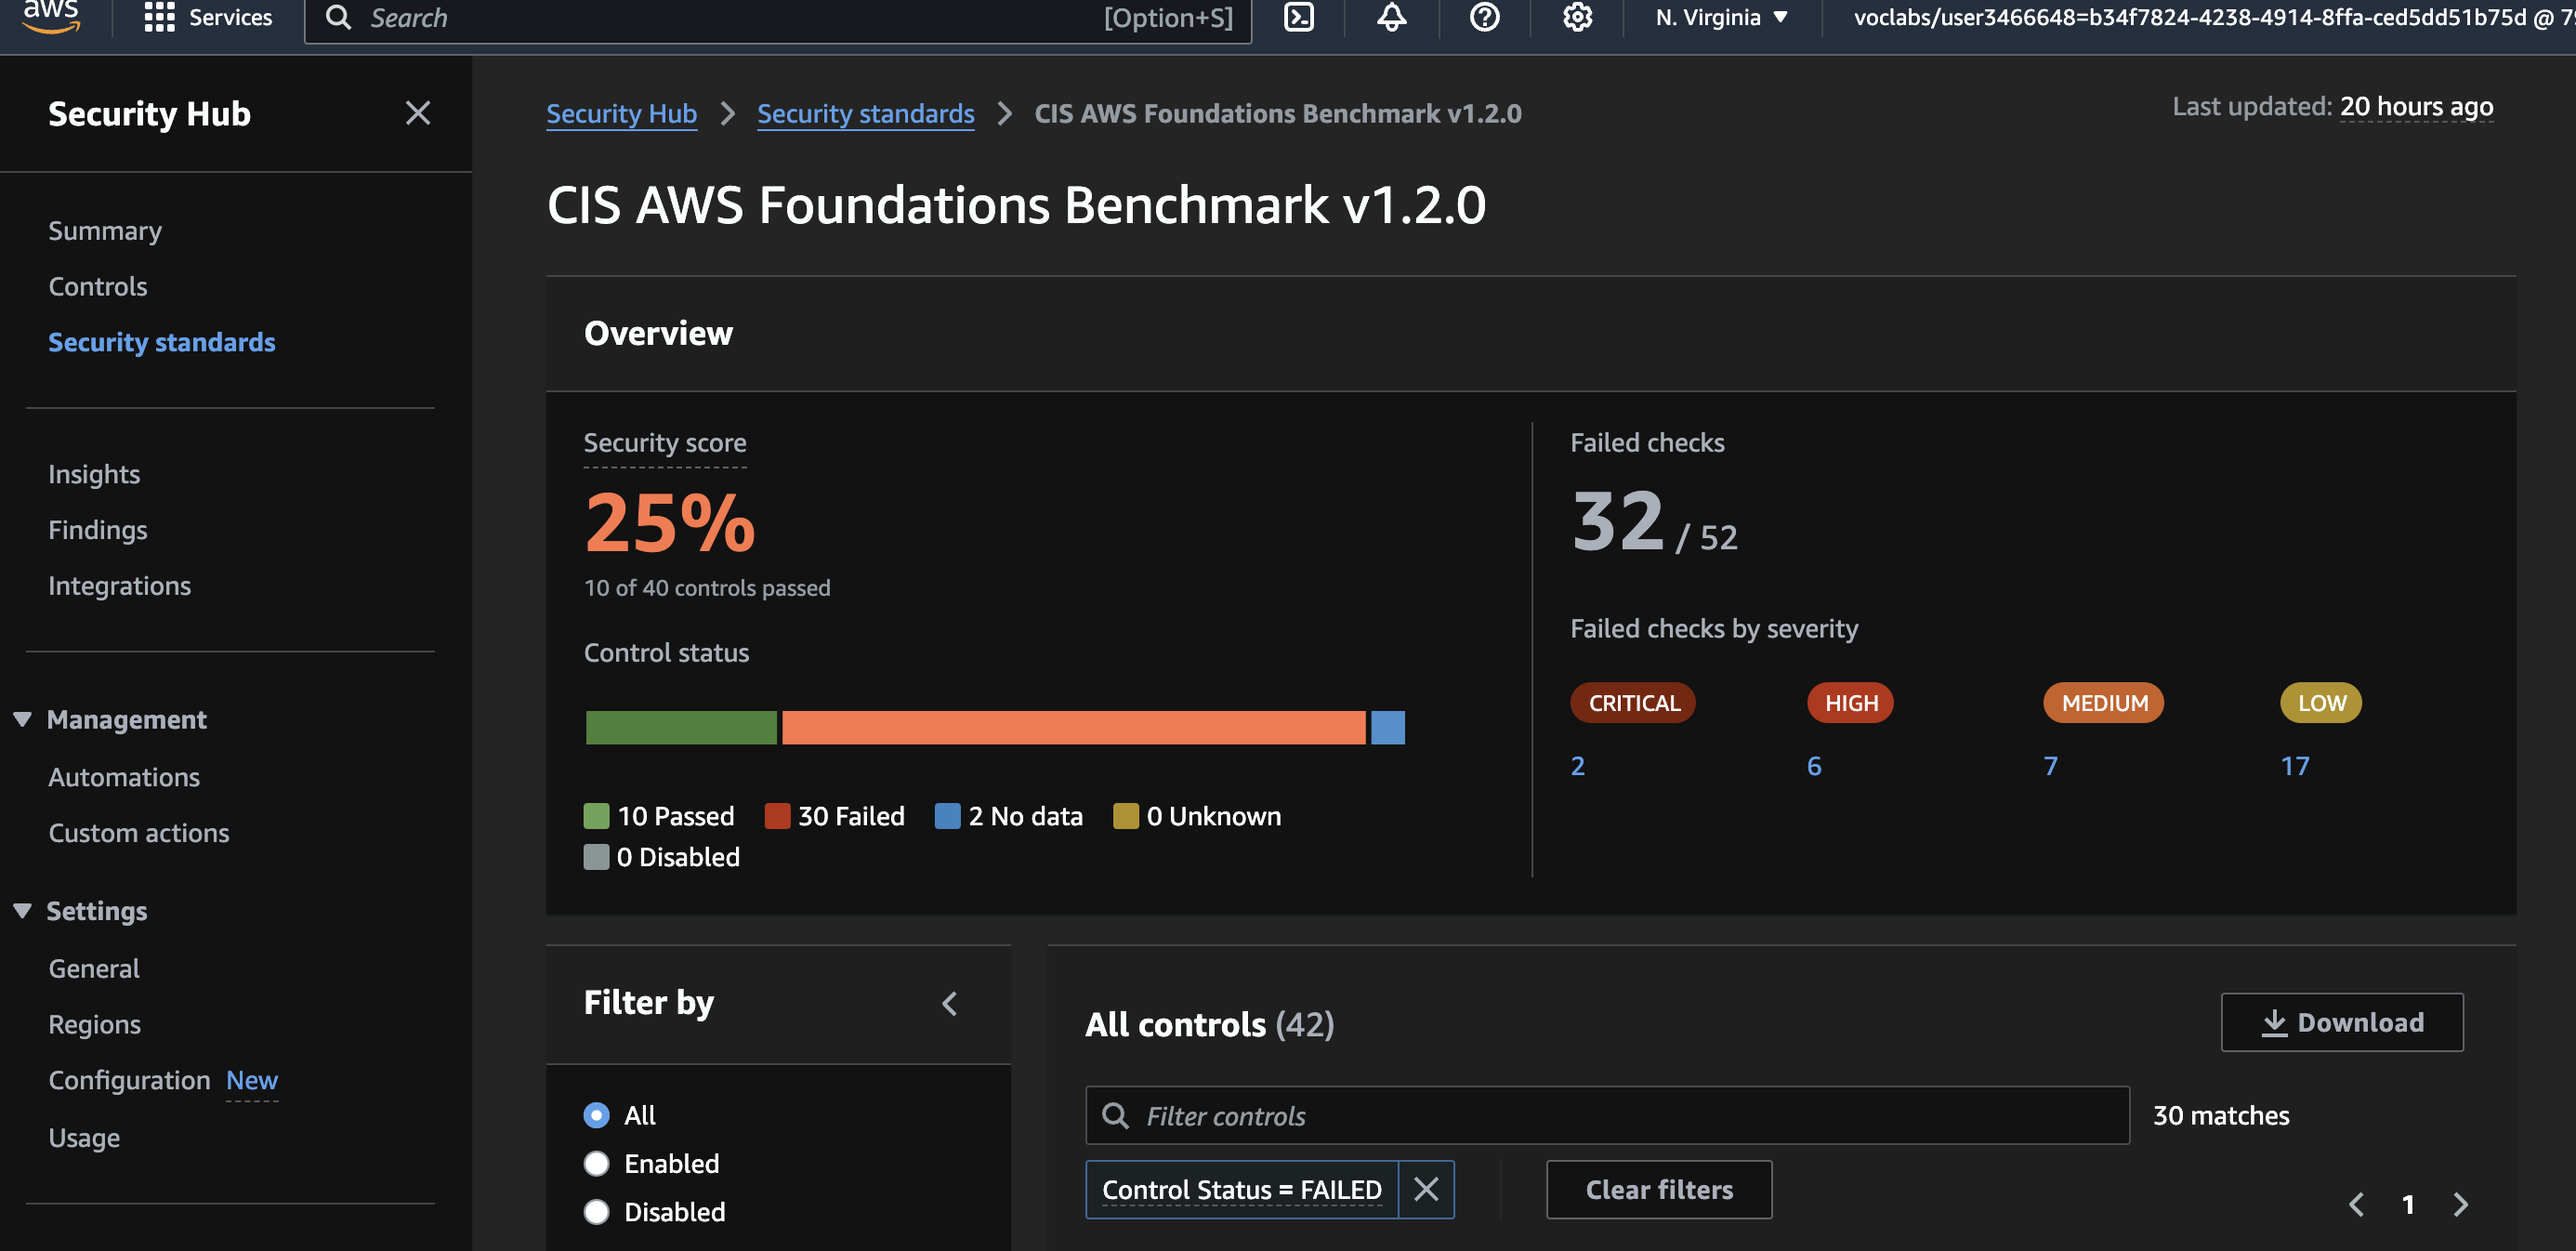 aws
Services
Search
[Option+S]
N. Virginia
voclabs/user3466648=b34f7824-4238-4914-8ffa-ced5dd51b75d @ 7
Security Hub
Summary
Controls
Security standards
Insights
Findings
Integrations
Management
Automations
Custom actions
Settings
General
Regions
Configuration New
Usage
Security Hub > Security standards > CIS AWS Foundations Benchmark v1.2.0
Last updated: 20 hours ago
CIS AWS Foundations Benchmark v1.2.0
Overview
Security score
25%
10 of 40 controls passed
Control status
10 Passed
30 Failed
2 No data
0 Unknown
0 Disabled
Failed checks
32 / 52
Failed checks by severity
CRITICAL
HIGH
MEDIUM
LOW
2
6
7
17
Filter by
All
Enabled
Disabled
All controls (42)
Download
Filter controls
30 matches
Control Status = FAILED
Clear filters
1